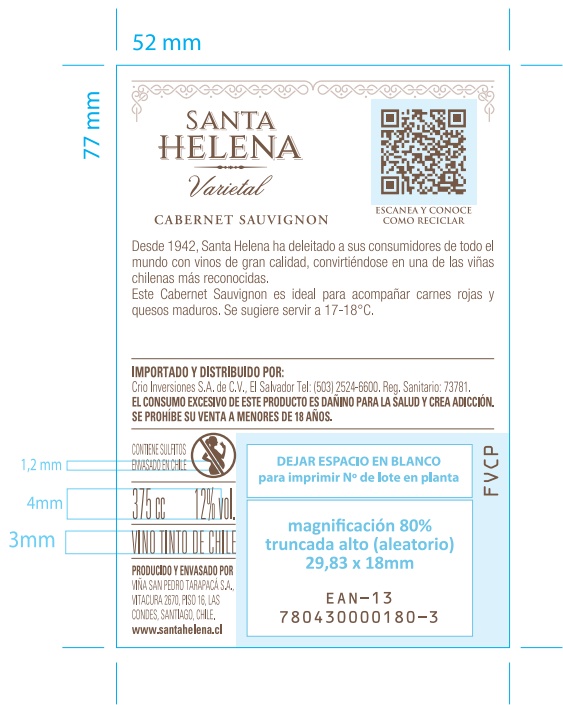 52 mm
77 mm
SANTA
HELENA
Varietal
CABERNET SAUVIGNON
ESCANEA Y CONOCE
COMO RECICLAR
Desde 1942, Santa Helena ha deleitado a sus consumidores de todo el
mundo con vinos de gran calidad, convirtiéndose en una de las viñas
chilenas más reconocidas.
Este Cabernet Sauvignon es ideal para acompañar carnes rojas y
quesos maduros. Se sugiere servir a 17-18°C.
IMPORTADO Y DISTRIBUIDO POR:
Crio Inversiones S.A. de C.V., El Salvador Tel: (503) 2524-6600. Reg. Sanitario: 73781.
EL CONSUMO EXCESIVO DE ESTE PRODUCTO ES DAÑINO PARA LA SALUD Y CREA ADICCIÓN.
SE PROHÍBE SU VENTA A MENORES DE 18 AÑOS.
CONTIENE SULFITOS
ENVASADO EN CHILE
1,2 mm
4mm
375 cc 12% vol.
3mm
VINO TINTO DE CHILE
PRODUCIDO Y ENVASADO POR
VIÑA SAN PEDRO TARAPACÁ S.A.,
VITACURA 2670, PISO 16, LAS
CONDES, SANTIAGO, CHILE.
www.santahelena.cl
DEJAR ESPACIO EN BLANCO
para imprimir Nº de lote en planta
FVCP
magnificación 80%
truncada alto (aleatorio)
29,83 x 18mm
EAN-13
780430000180-3